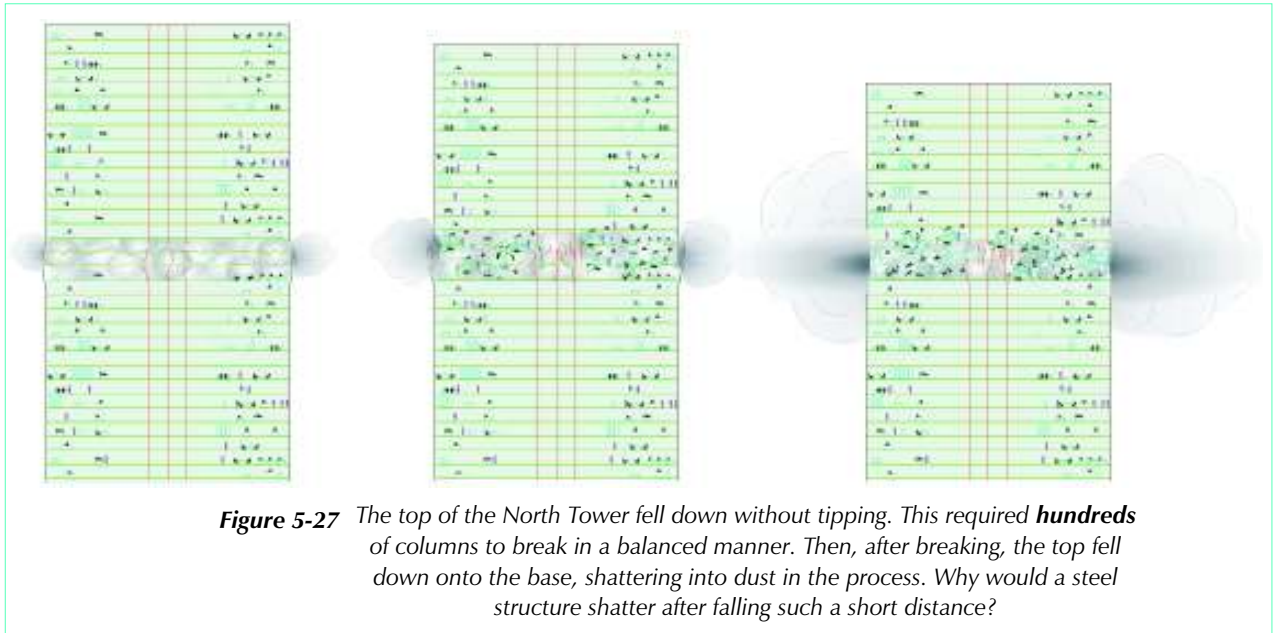 Figure 5-27 The top of the North Tower fell down without tipping. This required hundreds
of columns to break in a balanced manner. Then, after breaking, the top fell
down onto the base, shattering into dust in the process. Why would a steel
structure shatter after falling such a short distance?